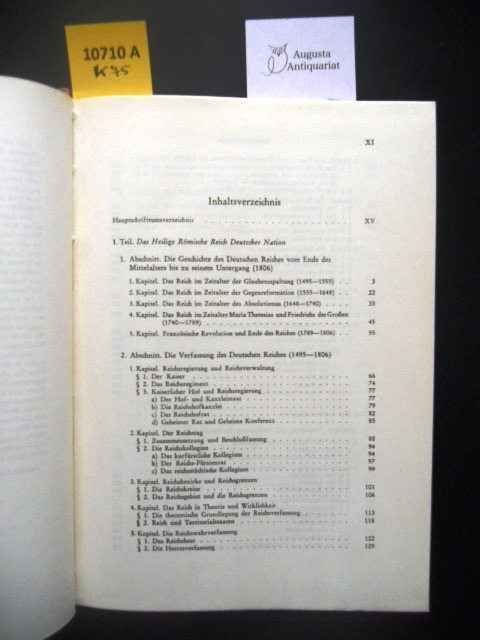 10710 A
K 75
Augusta
Antiquariat
XI
Inhaltsverzeichnis
Hauptschrifttumsverzeichnis . . . XV
1. Teil. Das Heilige Römische Reich Deutscher Nation
1. Abschnitt. Die Geschichte des Deutschen Reiches vom Ende des
Mittelalters bis zu seinem Untergang (1806)
1. Kapitel. Das Reich im Zeitalter der Glaubensspaltung (1495—1555) . . 3
2. Kapitel. Das Reich im Zeitalter der Gegenreformation (1555—1648) . . 22
3. Kapitel. Das Reich im Zeitalter des Absolutismus (1648—1740) . . . 33
4. Kapitel. Das Reich im Zeitalter Maria Theresias und Friedrichs des Großen
(1740—1789) . . . 45
5. Kapitel. Französische Revolution und Ende des Reiches (1789—1806) . . 55
2. Abschnitt. Die Verfassung des Deutschen Reiches (1495—1806)
1. Kapitel. Reichsregierung und Reichsverwaltung
§ 1. Der Kaiser . . . 66
§ 2. Das Reichsregiment . . . 74
§ 3. Kaiserlicher Hof und Reichsregierung . . . 77
a) Der Hof- und Kanzleistaat . . . 77
b) Die Reichshofkanzlei . . . 79
c) Der Reichshofrat . . . 82
d) Geheimer Rat und Geheime Konferenz . . . 85
2. Kapitel. Der Reichstag
§ 1. Zusammensetzung und Beschlußfassung . . . 88
§ 2. Die Reichskollegien . . . 94
a) Das kurfürstliche Kollegium . . . 94
b) Der Reichs-Fürstenrat . . . 97
c) Das reichsstädtische Kollegium . . . 99
3. Kapitel. Reichsbezirke und Reichsgrenzen
§ 1. Die Reichskreise . . . 101
§ 2. Das Reichsgebiet und die Reichsgrenzen . . . 106
4. Kapitel. Das Reich in Theorie und Wirklichkeit
§ 1. Die theoretische Grundlegung der Reichsverfassung . . . 113
§ 2. Reich und Territorialstaaten . . . 118
5. Kapitel. Die Reichswehrverfassung
§ 1. Das Reichsheer . . . 122
§ 2. Die Heeresverfassung . . . 129